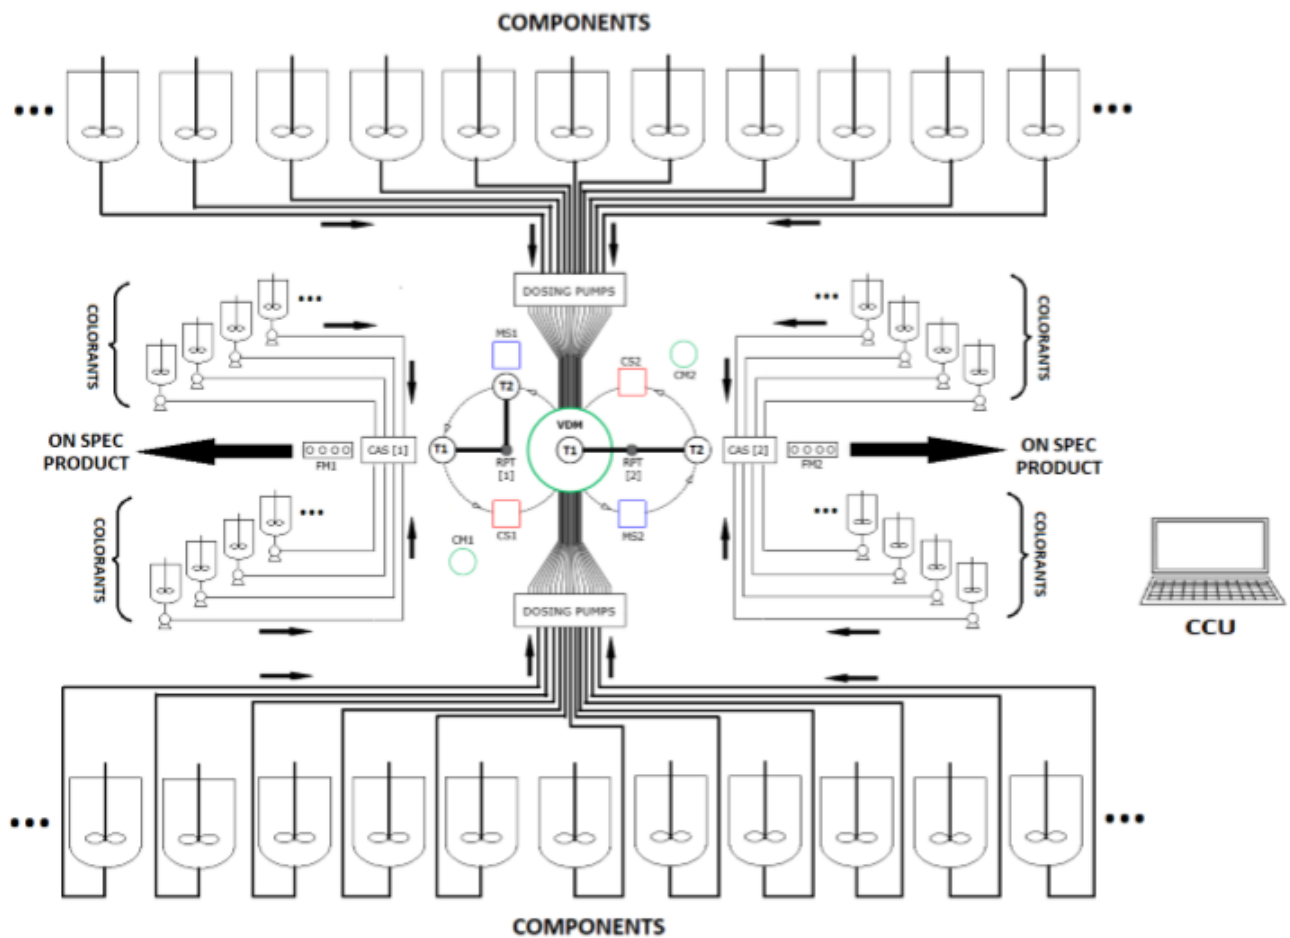 COMPONENTS
DOSING PUMPS
COLORANTS
COLORANTS
MS1
CS2
CM2
T2
VDM
ON SPEC
PRODUCT
FM1
CAS [1]
T1
RPT
[1]
T1
RPT
[2]
T2
CAS [2]
FM2
ON SPEC
PRODUCT
CM1
CS1
MS2
COLORANTS
COLORANTS
DOSING PUMPS
CCU
COMPONENTS